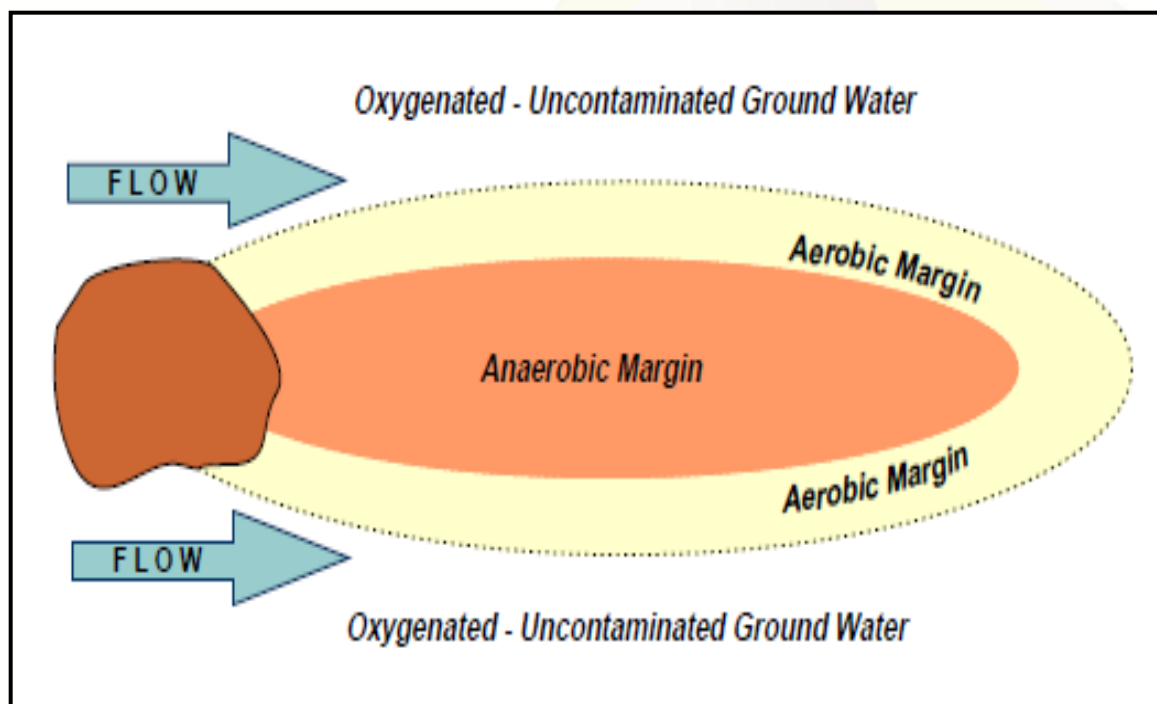 Oxygenated - Uncontaminated Ground Water
FLOW
Aerobic Margin
Anaerobic Margin
Aerobic Margin
FLOW
Oxygenated - Uncontaminated Ground Water